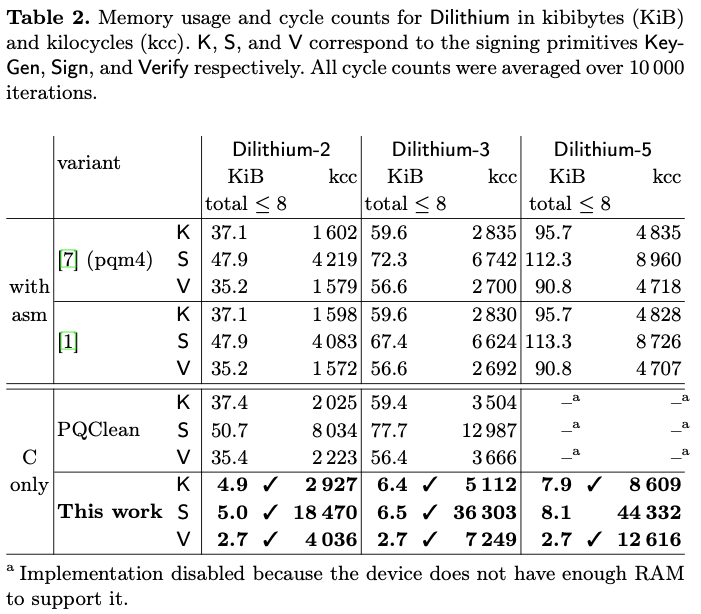 Table 2. Memory usage and cycle counts for Dilithium in kibibytes (KiB)
and kilocycles (kcc). K, S, and V correspond to the signing primitives Key-
Gen, Sign, and Verify respectively. All cycle counts were averaged over 10 000
iterations.
variant Dilithium-2 Dilithium-3 Dilithium-5
KiB kcc KiB kcc KiB kcc
total ≤ 8 total ≤ 8 total ≤ 8
K 37.1 1 602 59.6 2 835 95.7 4 835
[7] (pqm4) S 47.9 4 219 72.3 6 742 112.3 8 960
with V 35.2 1 579 56.6 2 700 90.8 4 718
asm K 37.1 1 598 59.6 2 830 95.7 4 828
[1] S 47.9 4 083 67.4 6 624 113.3 8 726
V 35.2 1 572 56.6 2 692 90.8 4 707
K 37.4 2 025 59.4 3 504 –a –a
PQClean S 50.7 8 034 77.7 12 987 –a –a
C V 35.4 2 223 56.4 3 666 –a –a
only K 4.9 ✓ 2 927 6.4 ✓ 5 112 7.9 ✓ 8 609
This work S 5.0 ✓ 18 470 6.5 ✓ 36 303 8.1 44 332
V 2.7 ✓ 4 036 2.7 ✓ 7 249 2.7 ✓ 12 616
a Implementation disabled because the device does not have enough RAM
to support it.